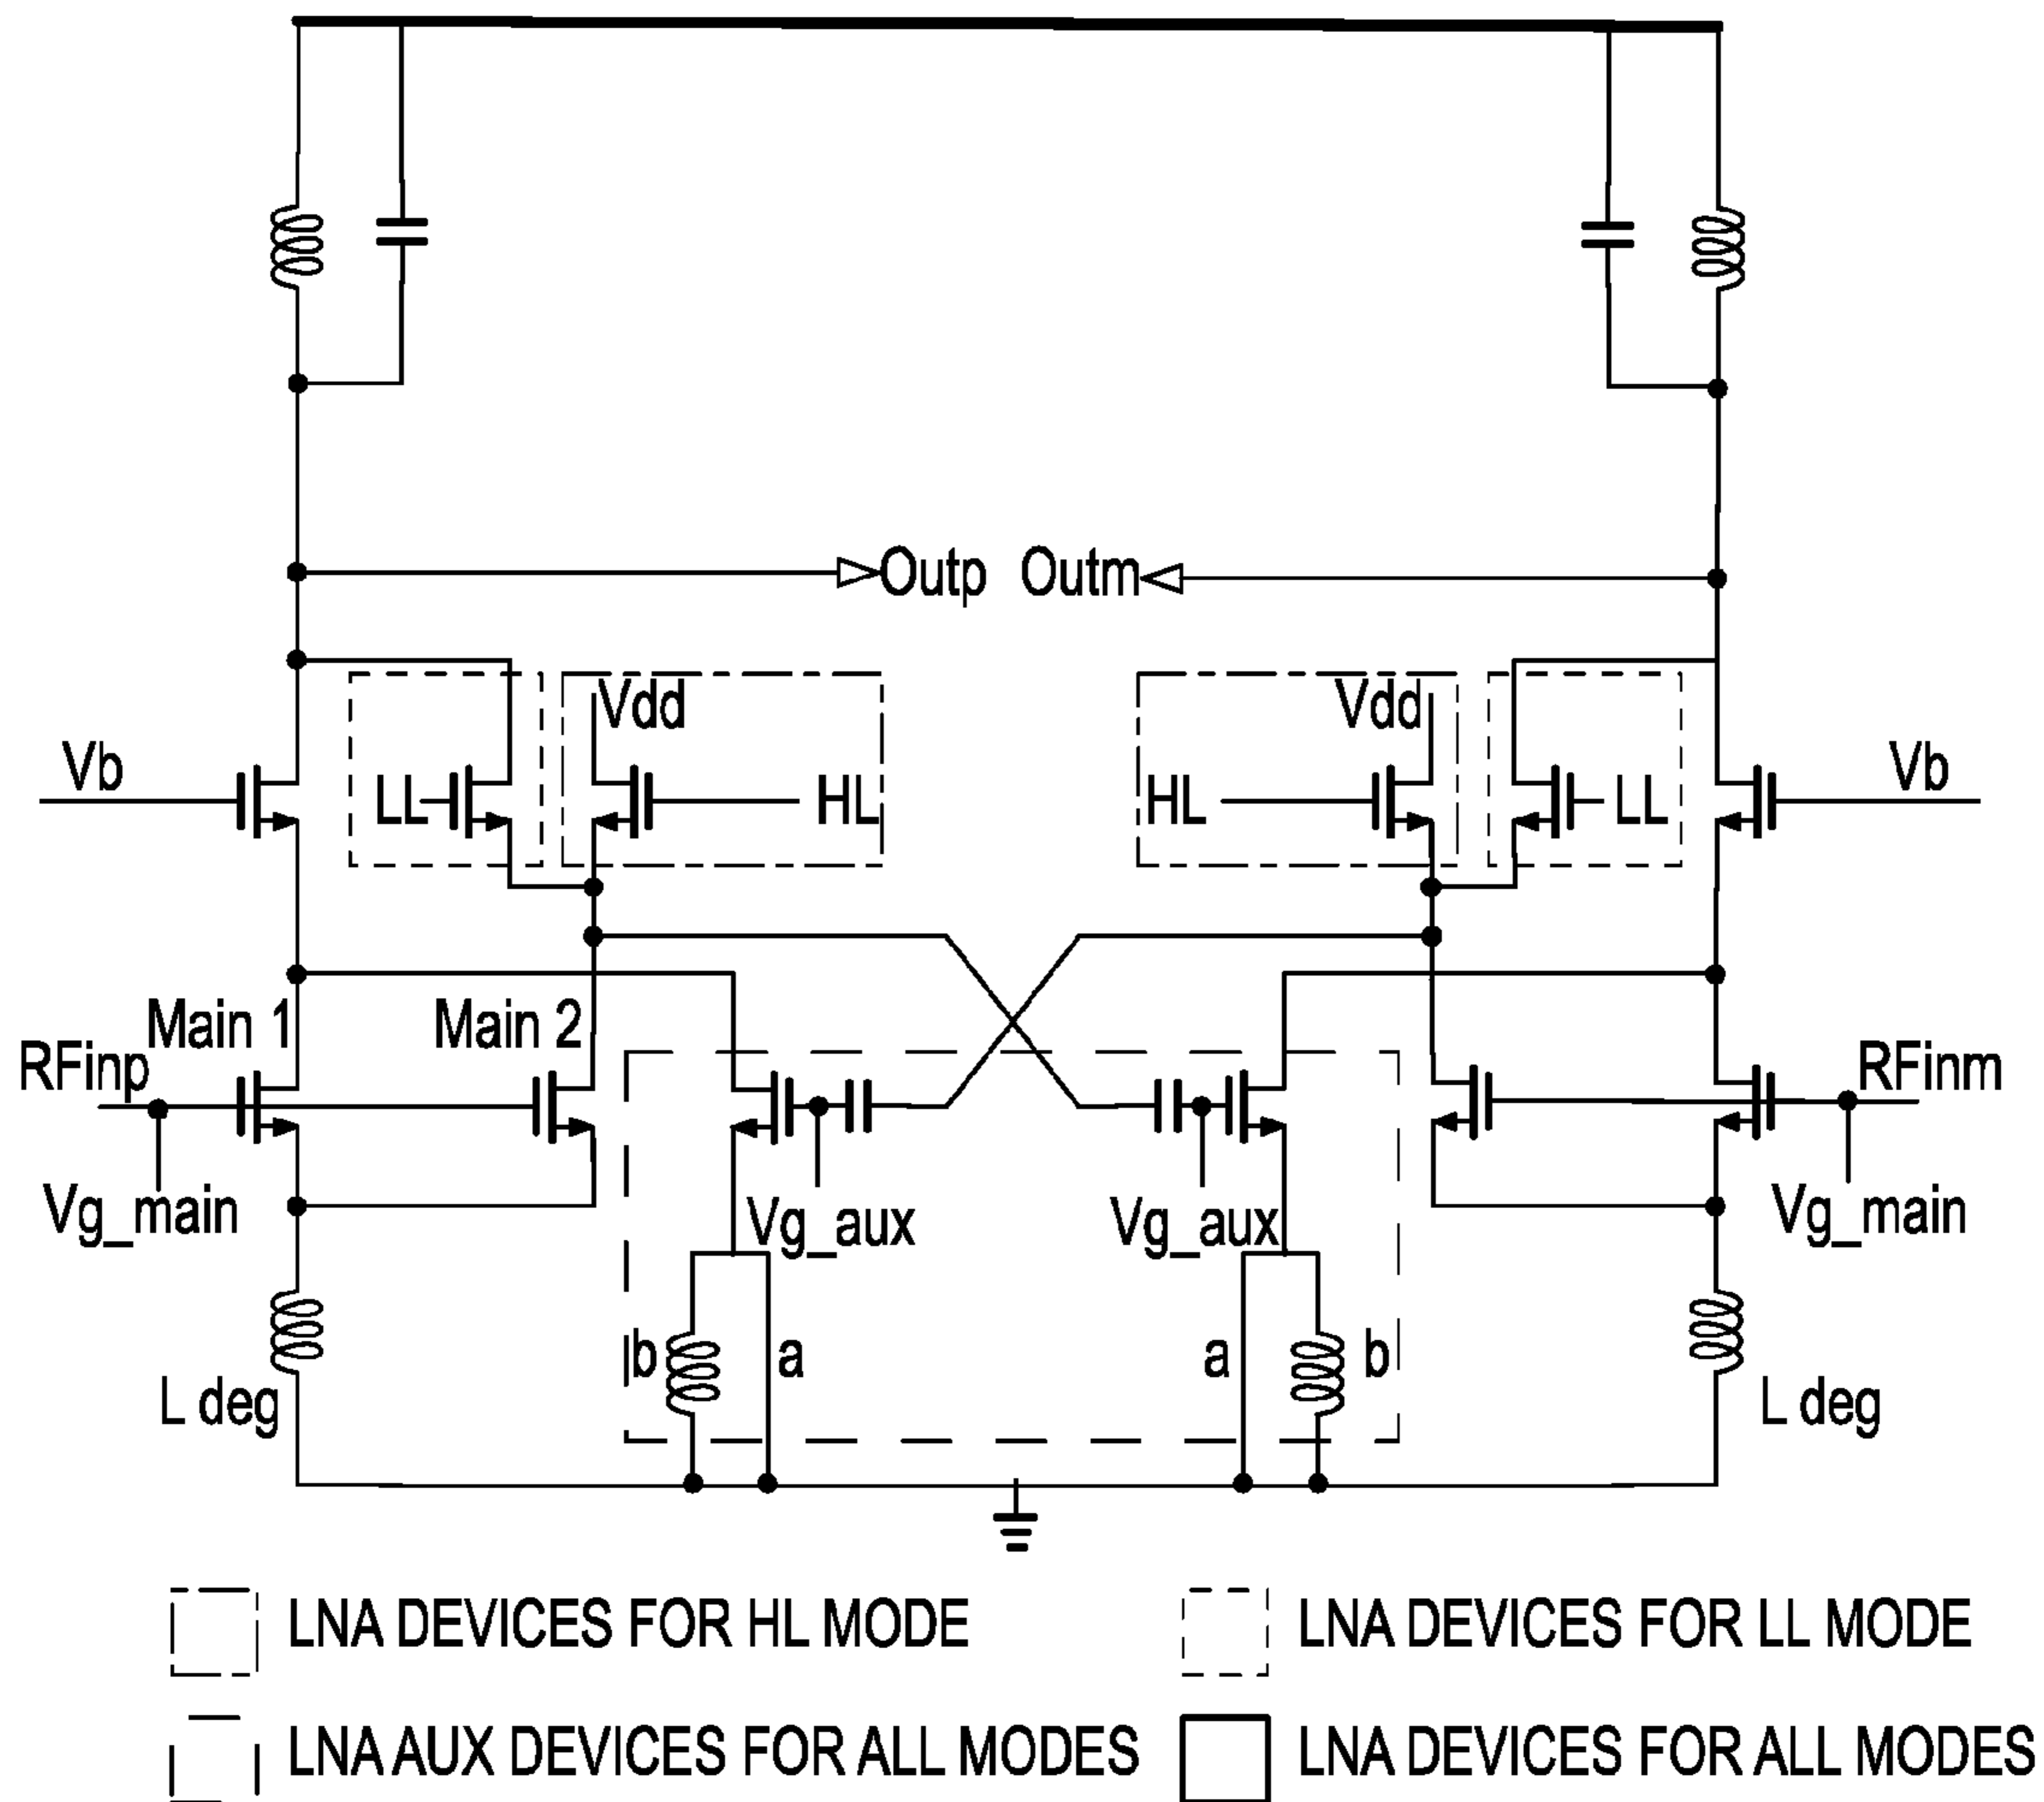 Outp Outm
Vdd Vdd
Vb Vb
LL HL HL LL
Main 1 Main 2
RFinp RFinm
Vg_main Vg_aux Vg_aux Vg_main
b a a b
L deg L deg
LNA DEVICES FOR HL MODE LNA DEVICES FOR LL MODE
LNA AUX DEVICES FOR ALL MODES LNA DEVICES FOR ALL MODES